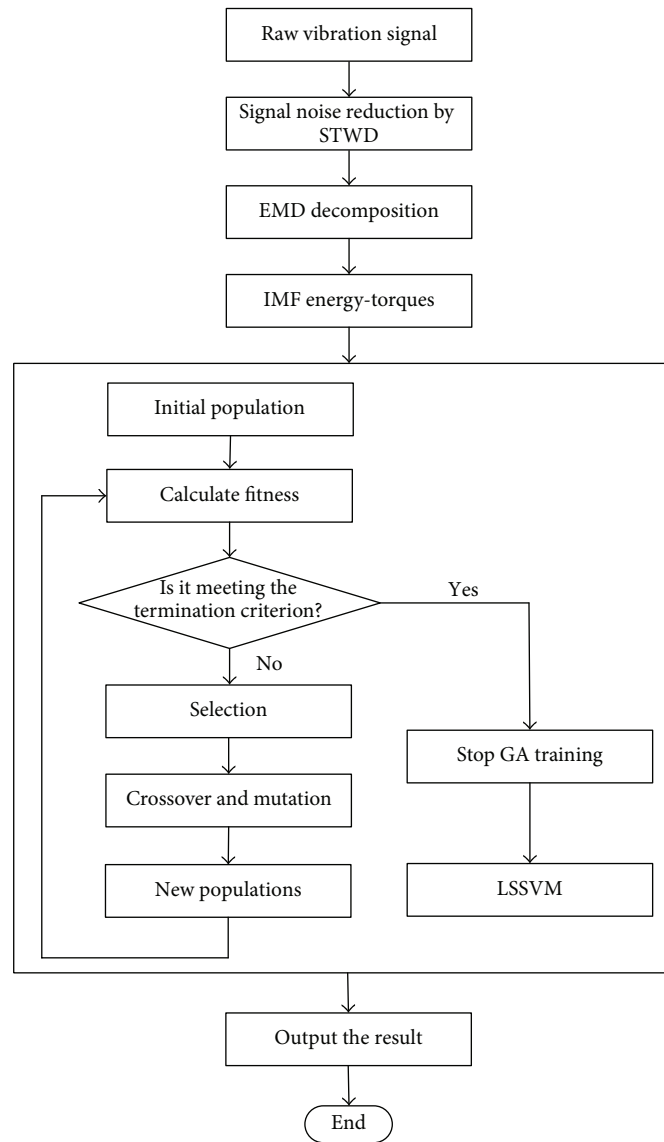 Raw vibration signal
Signal noise reduction by
STWD
EMD decomposition
IMF energy-torques
Initial population
Calculate fitness
Is it meeting the
termination criterion?
Yes
No
Selection
Stop GA training
Crossover and mutation
New populations
LSSVM
Output the result
End